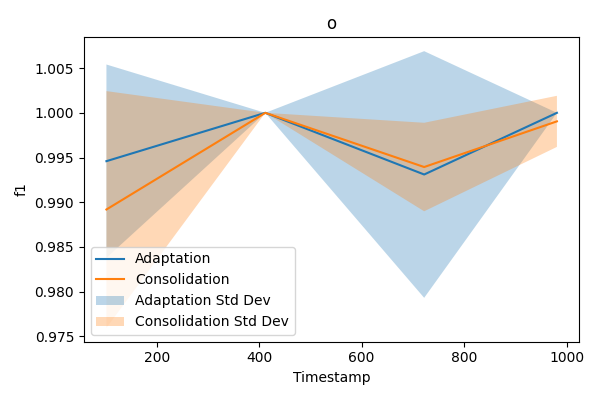 o
1.005
1.000
0.995
0.990
0.985
0.980
0.975
f1
Adaptation
Consolidation
Adaptation Std Dev
Consolidation Std Dev
200
400
600
800
1000
Timestamp